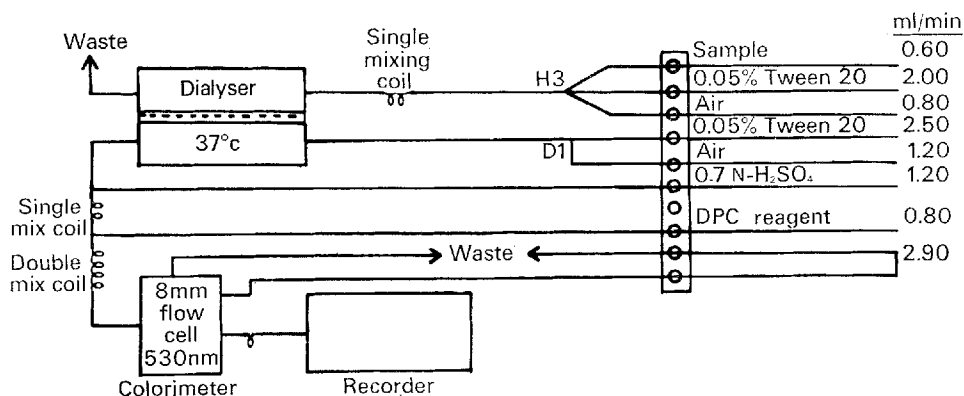 ml/min
Waste
Single
mixing
coil
Sample 0.60
Dialyser
H3
0.05% Tween 20 2.00
Air 0.80
0.05% Tween 20 2.50
37°c
D1
Air 1.20
0.7 N-H₂SO₄ 1.20
Single
mix coil
DPC reagent 0.80
Double
mix coil
Waste
2.90
8mm
flow
cell
530nm
Colorimeter
Recorder